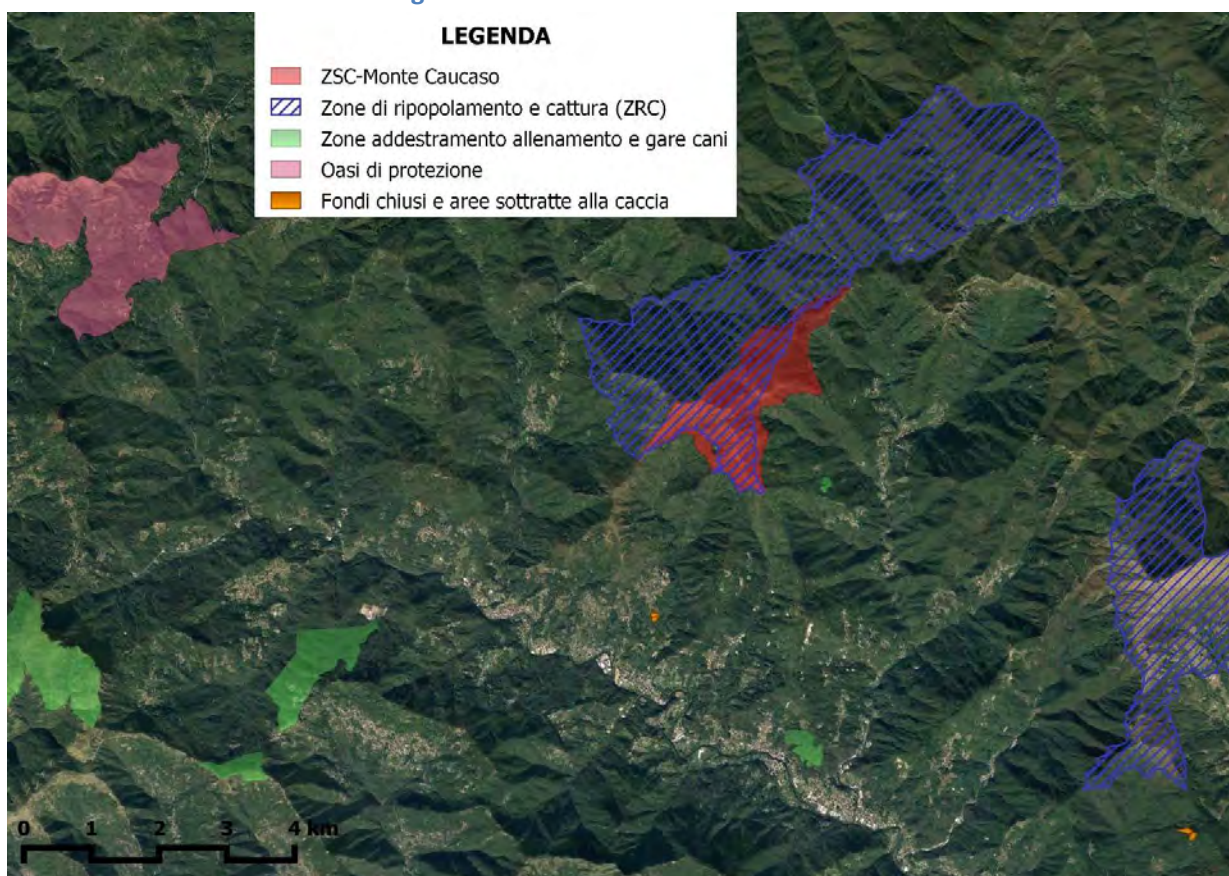 LEGENDA
ZSC-Monte Caucaso
Zone di ripopolamento e cattura (ZRC)
Zone addestramento allenamento e gare cani
Oasi di protezione
Fondi chiusi e aree sottratte alla caccia
0 1 2 3 4 km